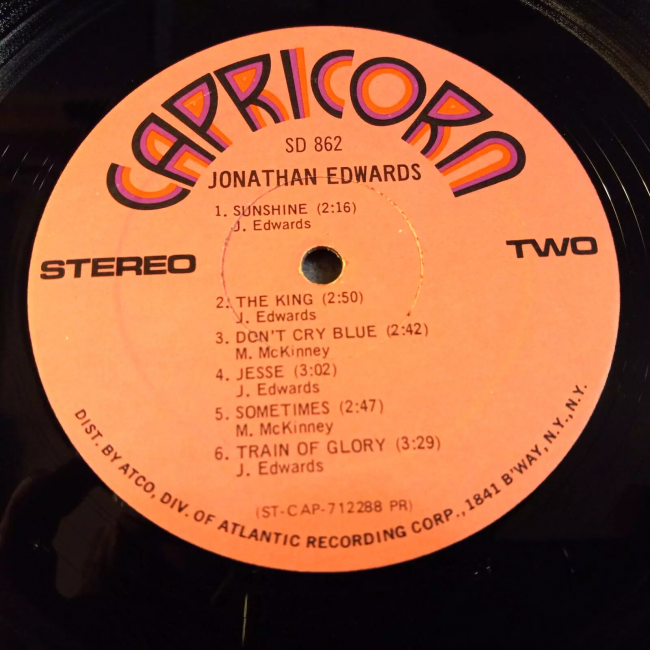 CAPRICORN
SD 862
JONATHAN EDWARDS
1. SUNSHINE (2:16)
J. Edwards
STEREO
TWO
2. THE KING (2:50)
J. Edwards
3. DON'T CRY BLUE (2:42)
M. McKinney
4. JESSE (3:02)
J. Edwards
5. SOMETIMES (2:47)
M. McKinney
6. TRAIN OF GLORY (3:29)
J. Edwards
(ST-CAP-712288 PR)
DIST. BY ATCO, DIV. OF ATLANTIC RECORDING CORP., 1841 B'WAY, N.Y., N.Y.